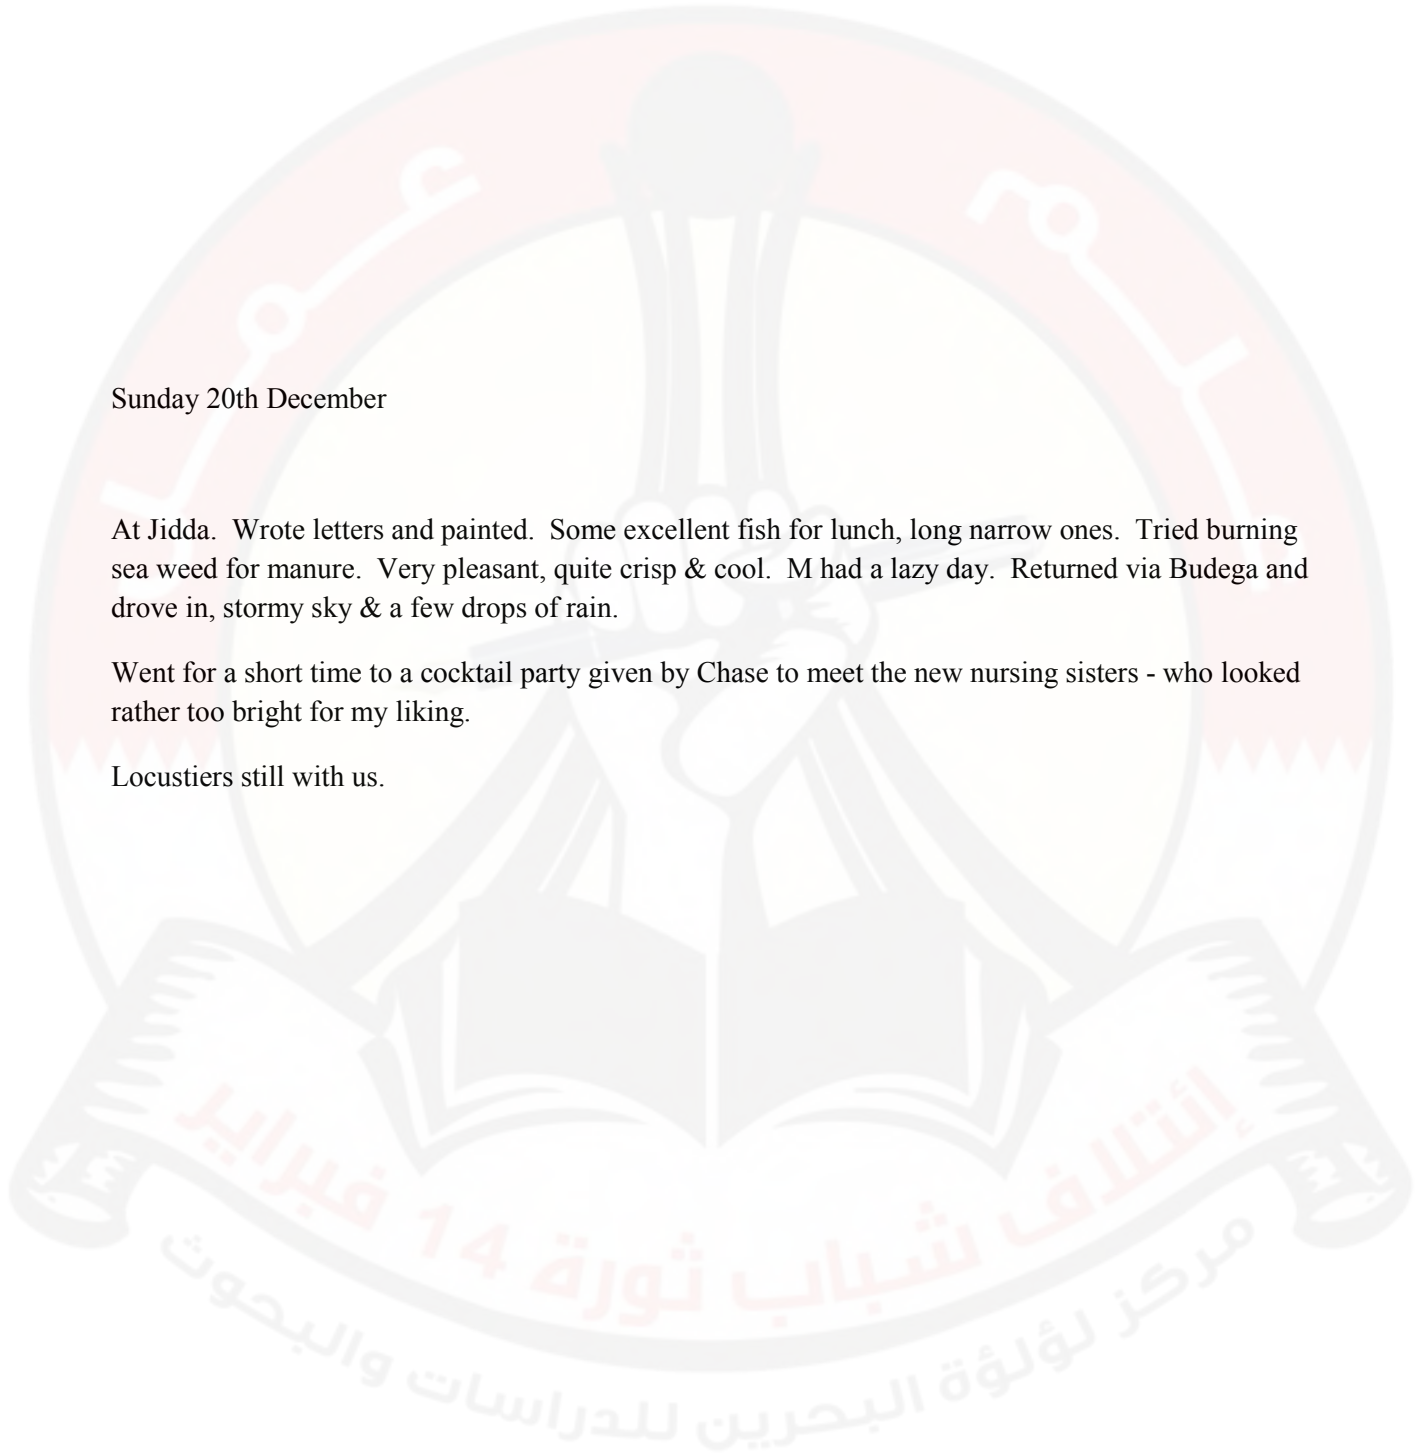 علم
عمل
Sunday 20th December
At Jidda. Wrote letters and painted. Some excellent fish for lunch, long narrow ones. Tried burning
sea weed for manure. Very pleasant, quite crisp & cool. M had a lazy day. Returned via Budega and
drove in, stormy sky & a few drops of rain.
Went for a short time to a cocktail party given by Chase to meet the new nursing sisters - who looked
rather too bright for my liking.
Locustiers still with us.
إئتلاف شباب ثورة 14 فبراير
مركز لؤلؤة البحرين للدراسات والبحوث